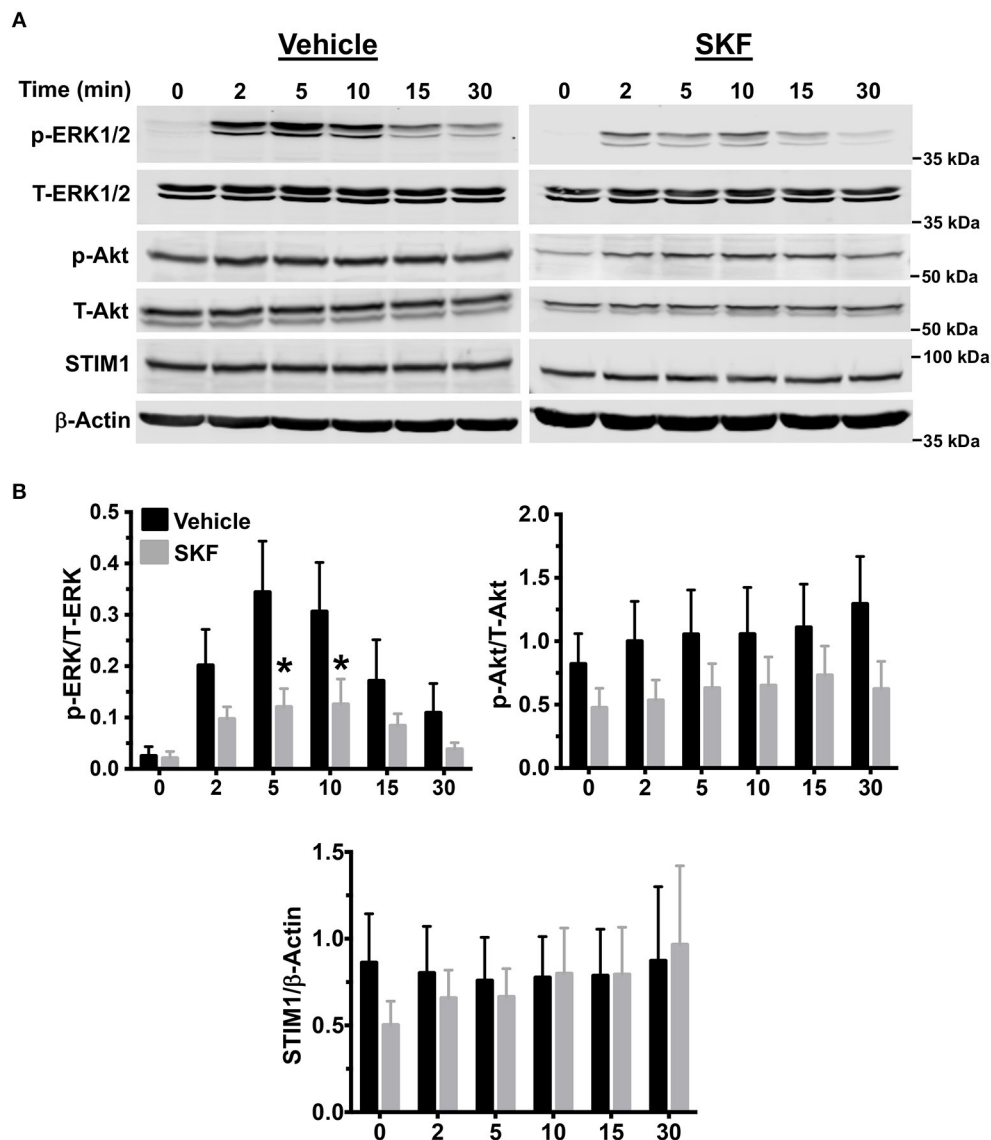 A
Vehicle SKF
Time (min) 0 2 5 10 15 30 0 2 5 10 15 30
p-ERK1/2
35 kDa
T-ERK1/2
35 kDa
p-Akt
50 kDa
T-Akt
50 kDa
STIM1
100 kDa
β-Actin
35 kDa
B
p-ERK/T-ERK
0.5
0.4
0.3
0.2
0.1
0.0
Vehicle
SKF
* *
0 2 5 10 15 30
p-Akt/T-Akt
2.0
1.5
1.0
0.5
0.0
0 2 5 10 15 30
STIM1/β-Actin
1.5
1.0
0.5
0.0
0 2 5 10 15 30